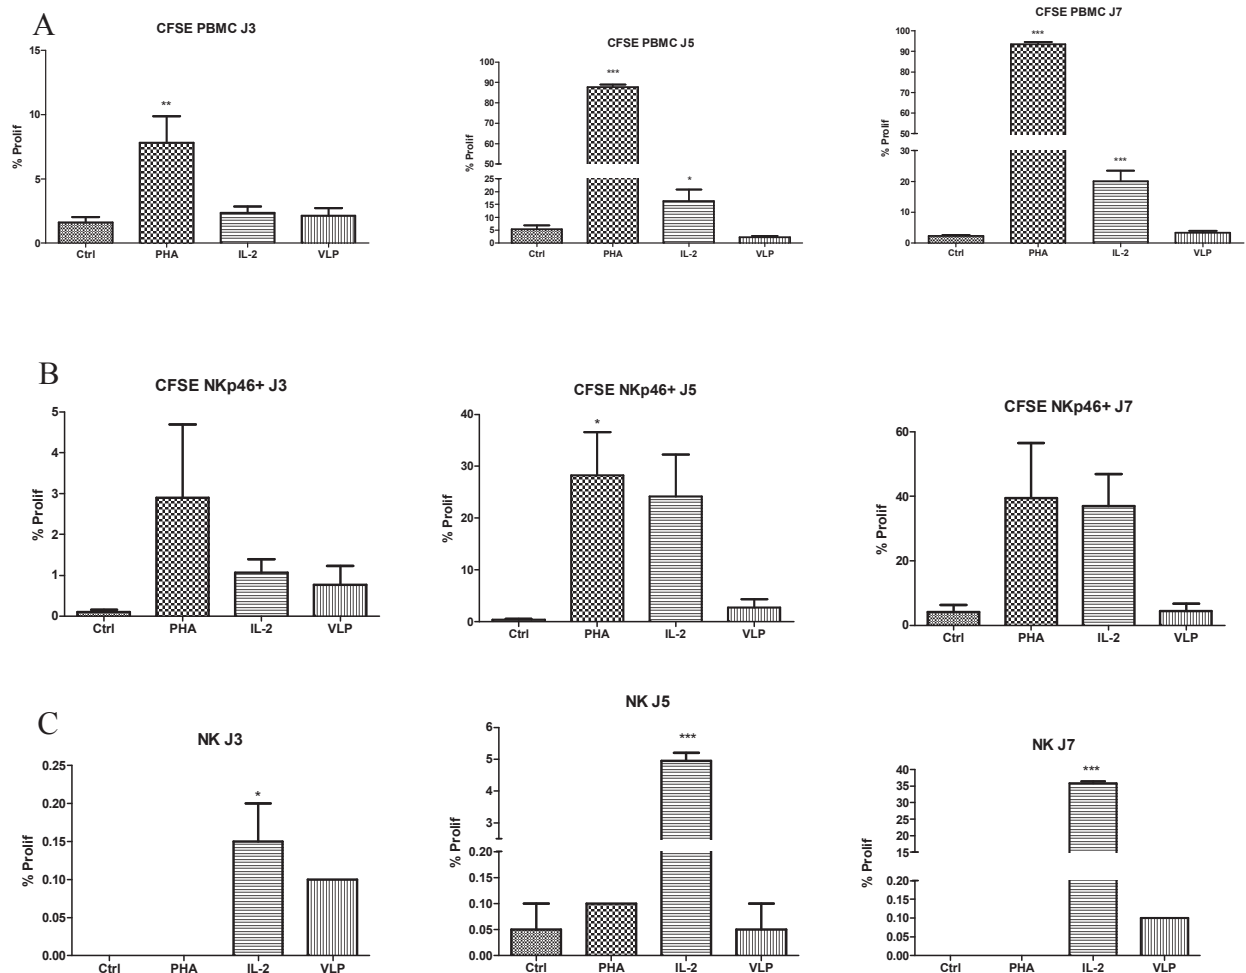 A
CFSE PBMC J3
% Prolif
15
10
5
0
**
Ctrl PHA IL-2 VLP
CFSE PBMC J5
% Prolif
100
90
80
70
60
50
25
20
15
10
5
0
***
*
Ctrl PHA IL-2 VLP
CFSE PBMC J7
% Prolif
100
90
80
70
60
50
30
20
10
0
***
***
Ctrl PHA IL-2 VLP
B
CFSE NKp46+ J3
% Prolif
5
4
3
2
1
0
Ctrl PHA IL-2 VLP
CFSE NKp46+ J5
% Prolif
40
30
20
10
0
*
Ctrl PHA IL-2 VLP
CFSE NKp46+ J7
% Prolif
60
40
20
0
Ctrl PHA IL-2 VLP
C
NK J3
% Prolif
0.25
0.20
0.15
0.10
0.05
0.00
*
Ctrl PHA IL-2 VLP
NK J5
% Prolif
6
5
4
3
0.20
0.15
0.10
0.05
0.00
***
Ctrl PHA IL-2 VLP
NK J7
% Prolif
40
35
30
25
20
15
0.20
0.15
0.10
0.05
0.00
***
Ctrl PHA IL-2 VLP